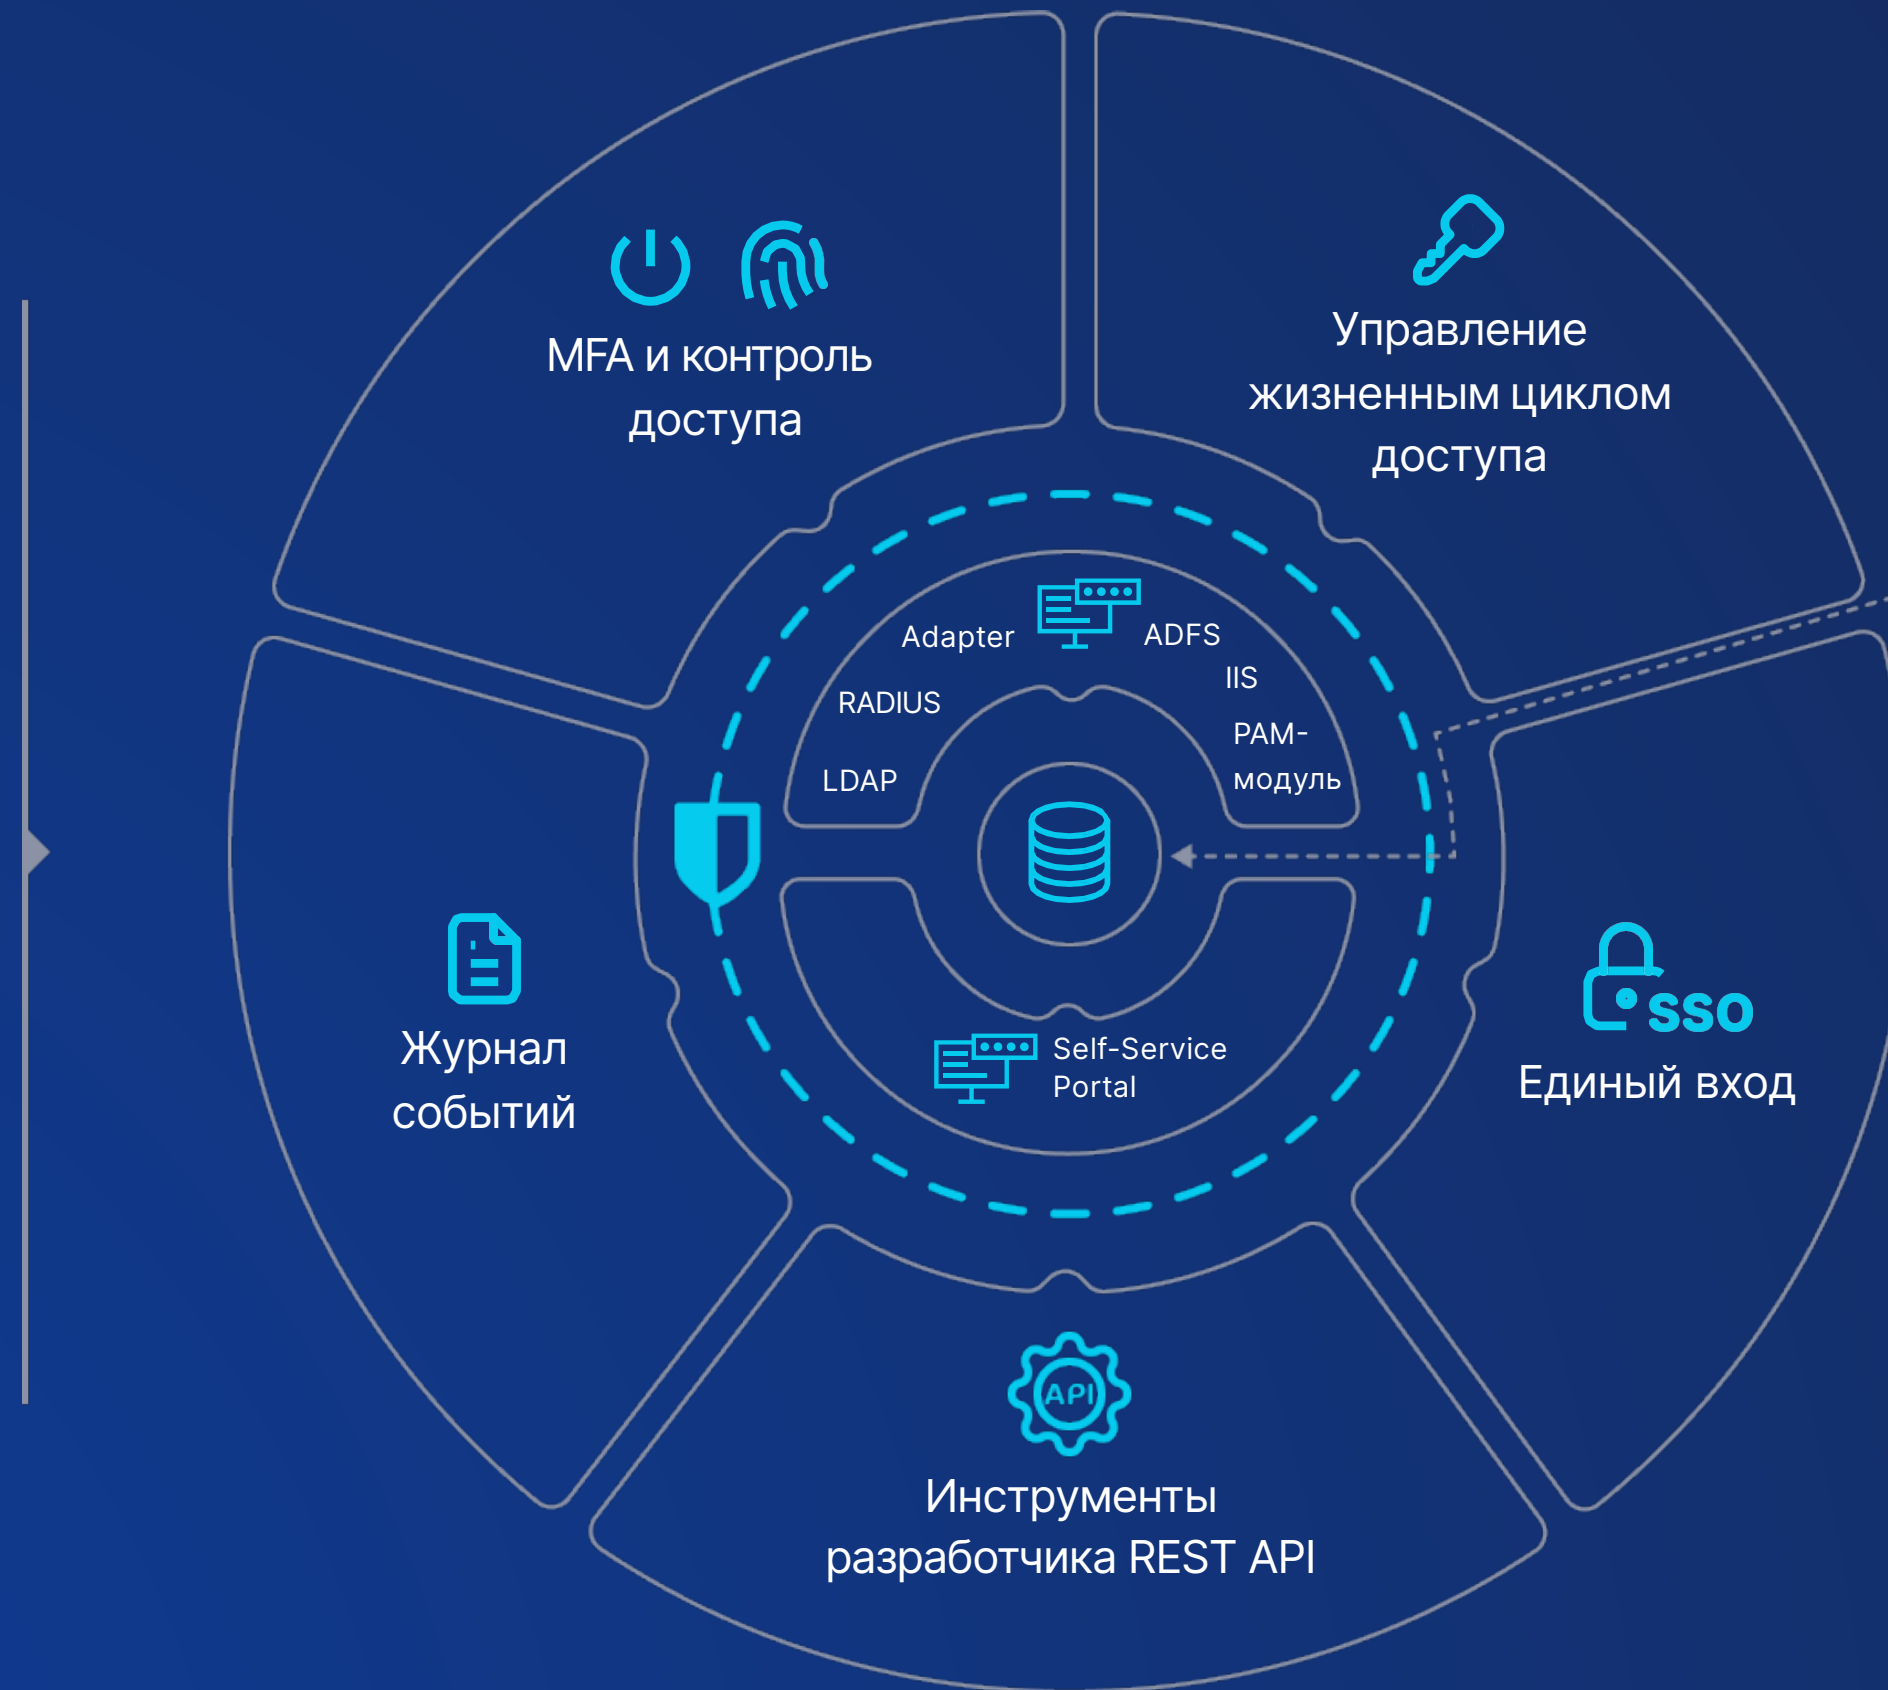 MFA и контроль
доступа
Управление
жизненным циклом
доступа
Adapter
ADFS
IIS
RADIUS
PAM-
модуль
LDAP
Журнал
событий
sso
Единый вход
Self-Service
Portal
API
Инструменты
разработчика REST API